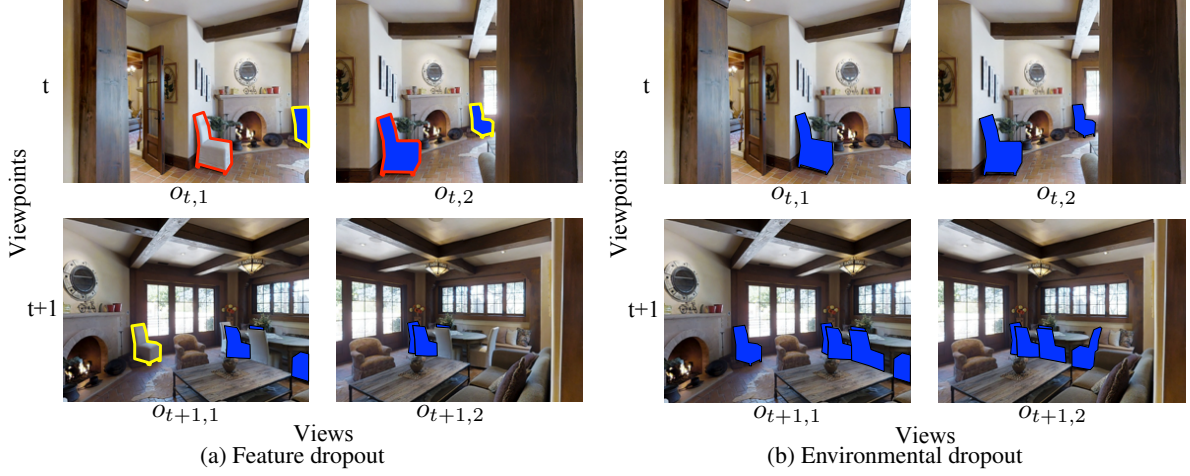 t
o_{t,1}
o_{t,2}
Viewpoints
t+1
o_{t+1,1}
o_{t+1,2}
Views
(a) Feature dropout
t
o_{t,1}
o_{t,2}
Viewpoints
t+1
o_{t+1,1}
o_{t+1,2}
Views
(b) Environmental dropout